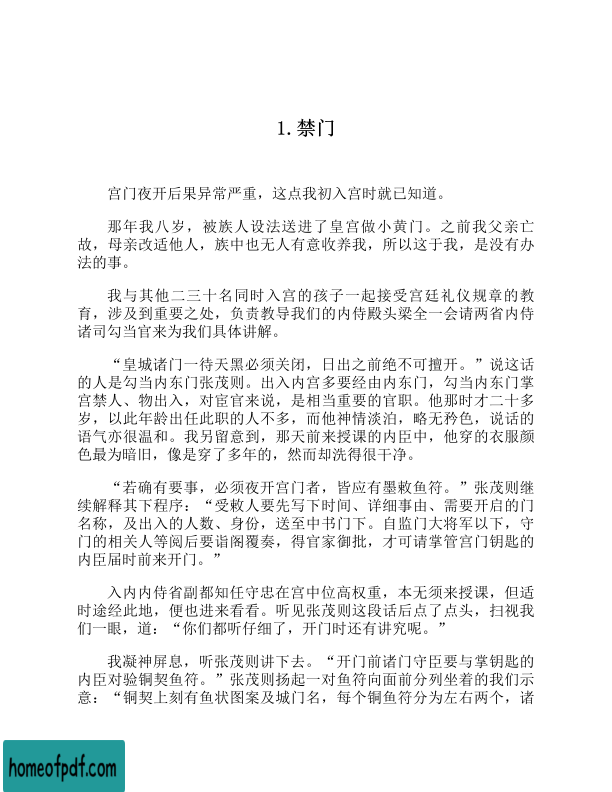 1. 禁门
宫门夜开后果异常严重，这点我初入宫时就已知道。
那年我八岁，被族人设法送进了皇宫做小黄门。之前我父亲亡
故，母亲改适他人，族中也无人有意收养我，所以这于我，是没有办
法的事。
我与其他二三十名同时入宫的孩子一起接受宫廷礼仪规章的教
育，涉及到重要之处，负责教导我们的内侍殿头梁全一会请两省内侍
诸司勾当官来为我们具体讲解。
“皇城诸门一待天黑必须关闭，日出之前绝不可擅开。”说这话
的人是勾当内东门张茂则。出入内宫多要经由内东门，勾当内东门掌
宫禁人、物出入，对宦官来说，是相当重要的官职。他那时才二十多
岁，以此年龄出任此职的人不多，而他神情淡泊，略无矜色，说话的
语气亦很温和。我另留意到，那天前来授课的内臣中，他穿的衣服颜
色最为暗旧，像是穿了多年的，然而却洗得很干净。
“若确有要事，必须夜开宫门者，皆应有墨敕鱼符。”张茂则继
续解释其下程序：“受敕人要先写下时间、详细事由、需要开启的门
名称，及出入的人数、身份，送至中书门下。自监门大将军以下，守
门的相关人等阅后要诣阁覆奏，得官家御批，才可请掌管宫门钥匙的
内臣届时前来开门。”
入内内侍省副都知任守忠在宫中位高权重，本无须来授课，但适
时途经此地，便也进来看看。听见张茂则这段话后点了点头，扫视我
们一眼，道：“你们都听仔细了，开门时还有讲究呢。”
我凝神屏息，听张茂则讲下去。“开门前诸门守臣要与掌钥匙的
内臣对验铜契鱼符。”张茂则扬起一对鱼符向面前分列坐着的我们示
意：“铜契上刻有鱼状图案及城门名，每个铜鱼符分为左右两个，诸
homeofpdf.com